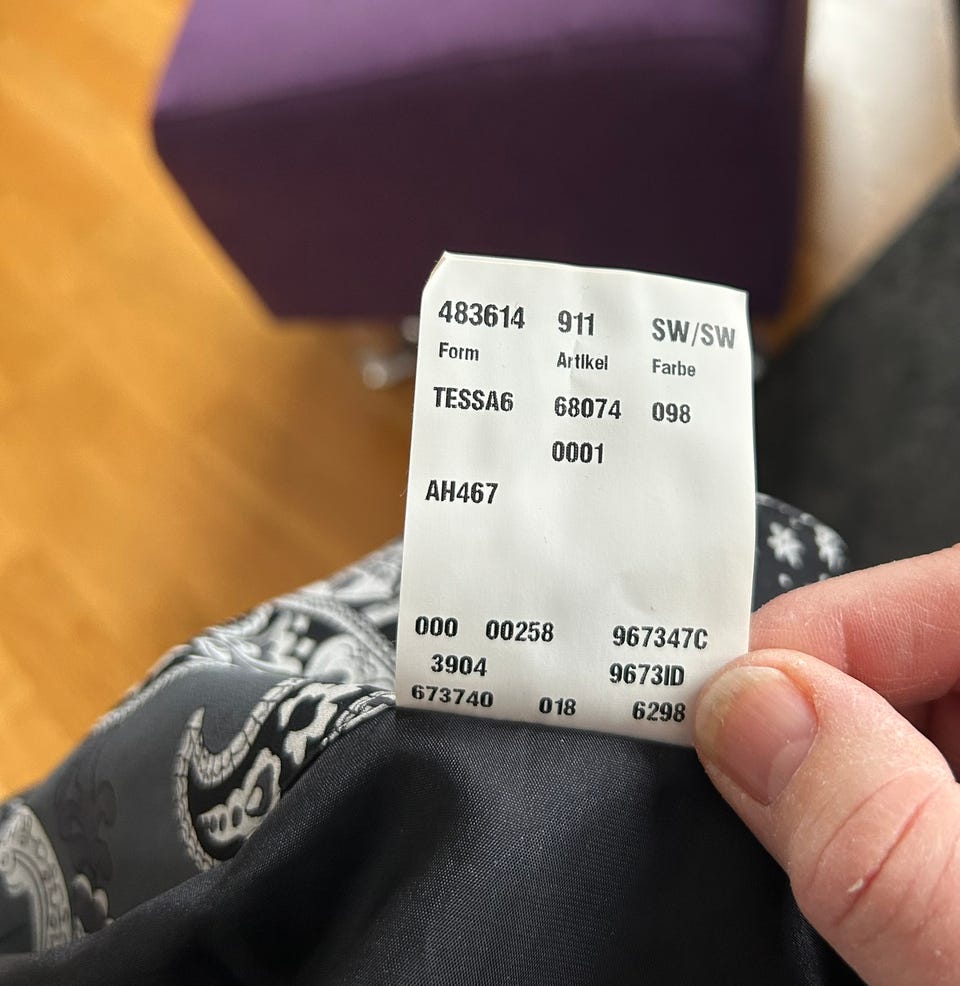 483614 911 SW/SW
Form Artikel Farbe
TESSA6 68074 098
0001
AH467
000 00258 967347C
3904 9673ID
673740 018 6298